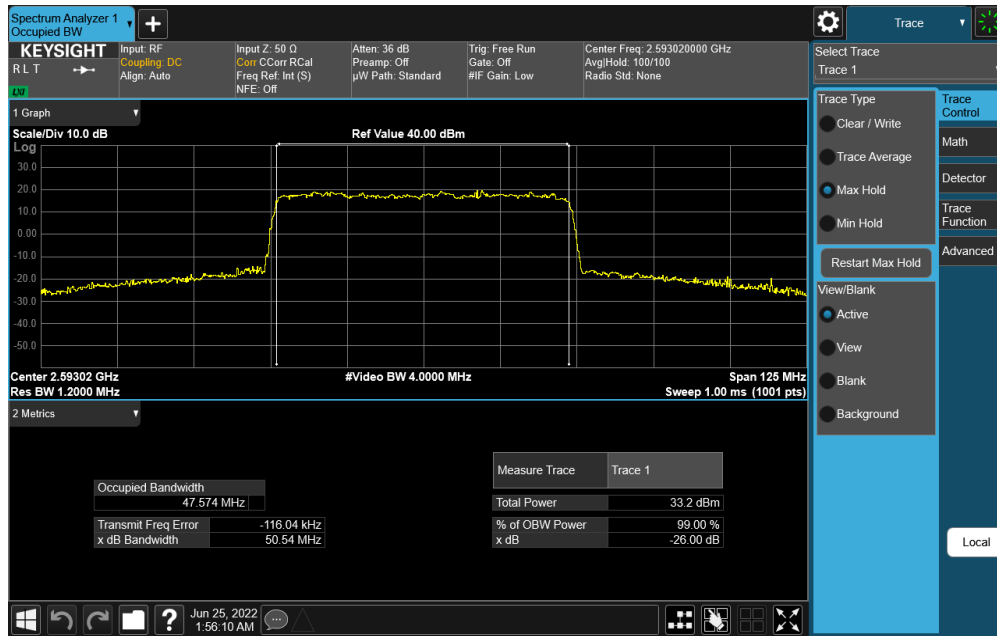 Spectrum Analyzer 1
Occupied BW
Trace
KEYSIGHT
R L T
LXI
Input: RF
Coupling: DC
Align: Auto
Input Z: 50 Ω
Corr CCorr RCal
Freq Ref: Int (S)
NFE: Off
Atten: 36 dB
Preamp: Off
µW Path: Standard
Trig: Free Run
Gate: Off
#IF Gain: Low
Center Freq: 2.593020000 GHz
Avg|Hold: 100/100
Radio Std: None
Select Trace
Trace 1
1 Graph
Scale/Div 10.0 dB
Ref Value 40.00 dBm
Log
30.0
20.0
10.0
0.00
-10.0
-20.0
-30.0
-40.0
-50.0
Center 2.59302 GHz
#Video BW 4.0000 MHz
Span 125 MHz
Res BW 1.2000 MHz
Sweep 1.00 ms (1001 pts)
2 Metrics
Occupied Bandwidth
47.574 MHz
Transmit Freq Error -116.04 kHz
x dB Bandwidth 50.54 MHz
Measure Trace Trace 1
Total Power 33.2 dBm
% of OBW Power 99.00 %
x dB -26.00 dB
Trace Type
Clear / Write
Trace Average
Max Hold
Min Hold
Restart Max Hold
View/Blank
Active
View
Blank
Background
Trace
Control
Math
Detector
Trace
Function
Advanced
Local
?
Jun 25, 2022
1:56:10 AM